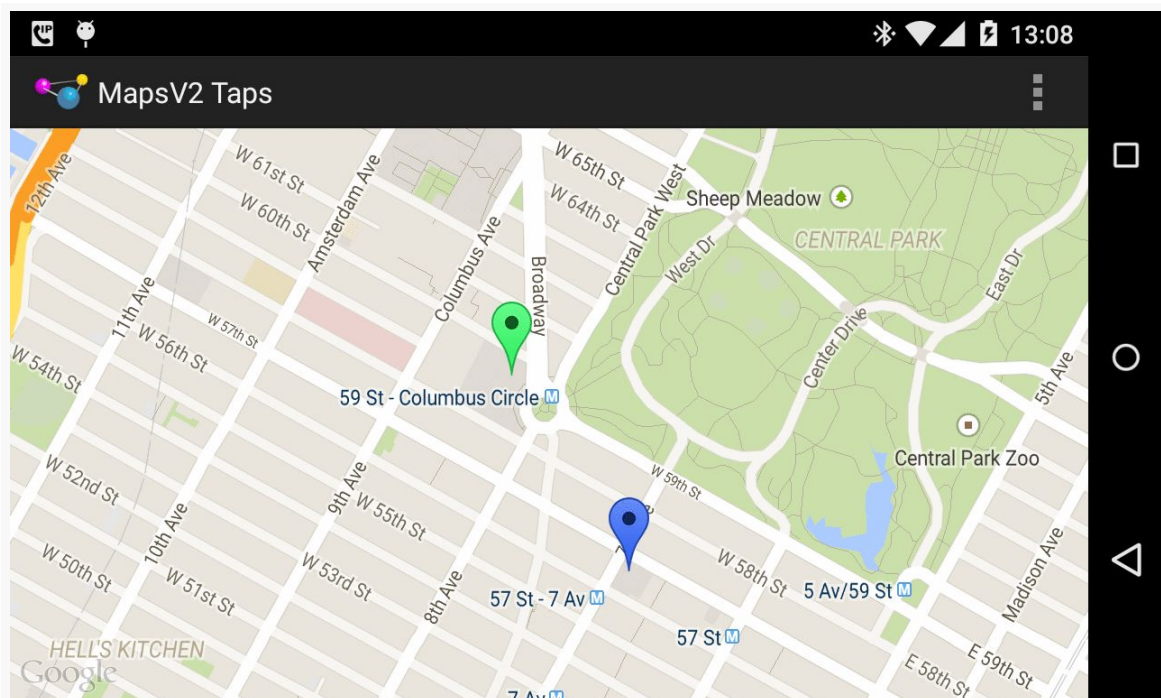 13:08
MapsV2 Taps
12th Ave
W 61st St
W 60th St
Amsterdam Ave
Columbus Ave
Broadway
W 65th St
W 64th St
Central Park West
Sheep Meadow
CENTRAL PARK
West Dr
East Dr
11th Ave
W 57th St
W 56th St
W 54th St
Center Drive
5th Ave
59 St - Columbus Circle M
Central Park Zoo
W 52nd St
9th Ave
W 55th St
W 59th St
10th Ave
W 50th St
W 51st St
W 53rd St
8th Ave
57 St - 7 Av M
W 58th St
5 Av/59 St M
Madison Ave
57 St M
HELL'S KITCHEN
Google
E 58th St
E 59th St
7 Av M